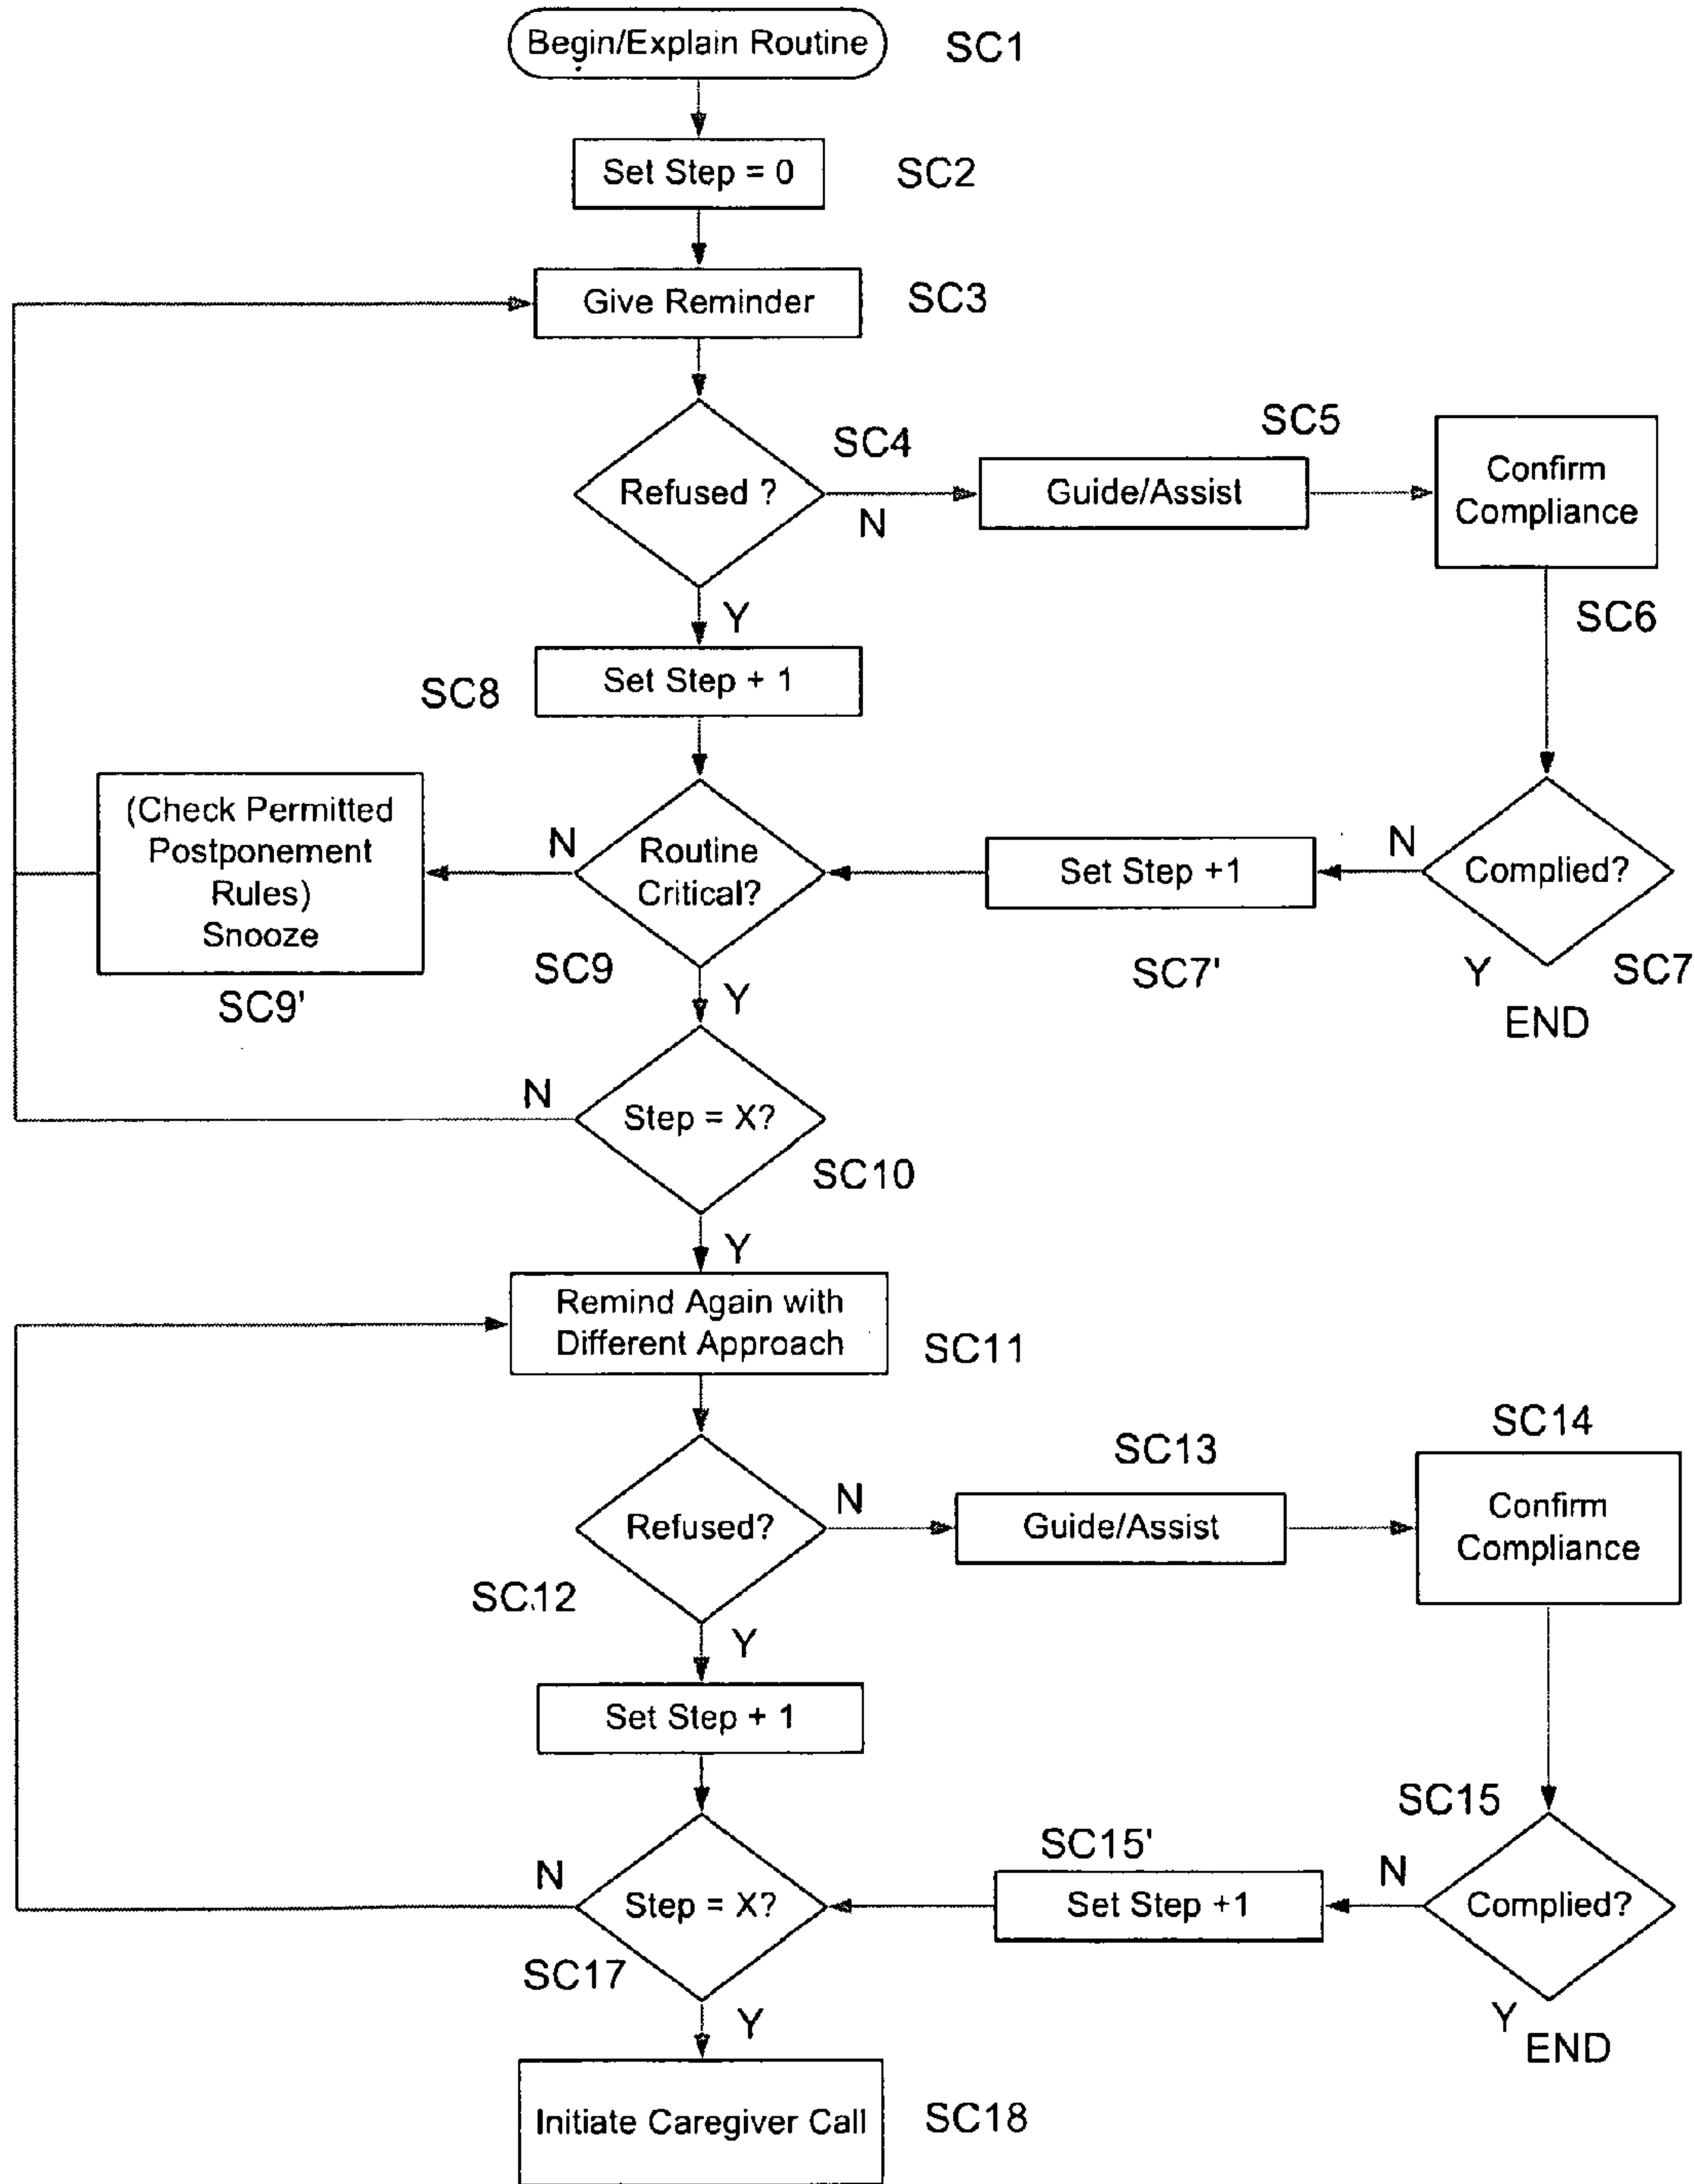 Begin/Explain Routine
SC1
Set Step = 0
SC2
Give Reminder
SC3
Refused ?
SC4
N
Guide/Assist
SC5
Confirm
Compliance
SC6
Y
Set Step + 1
SC8
(Check Permitted
Postponement
Rules)
Snooze
SC9'
N
Routine
Critical?
SC9
Set Step +1
SC7'
N
Complied?
SC7
Y
END
Y
N
Step = X?
SC10
Y
Remind Again with
Different Approach
SC11
Refused?
SC12
N
Guide/Assist
SC13
SC14
Confirm
Compliance
Y
Set Step + 1
N
Step = X?
SC17
SC15'
Set Step +1
N
SC15
Complied?
Y
END
Y
Initiate Caregiver Call
SC18